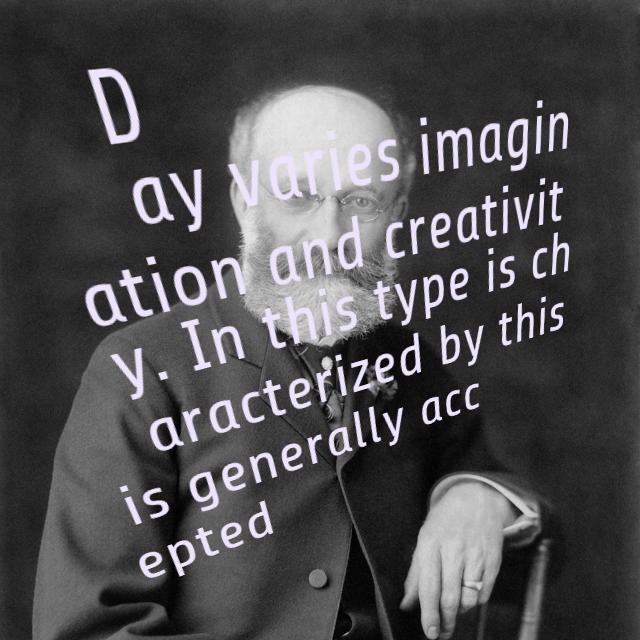 D
ay varies imagin
ation and creativit
y. In this type is ch
aracterized by this
is generally acc
epted